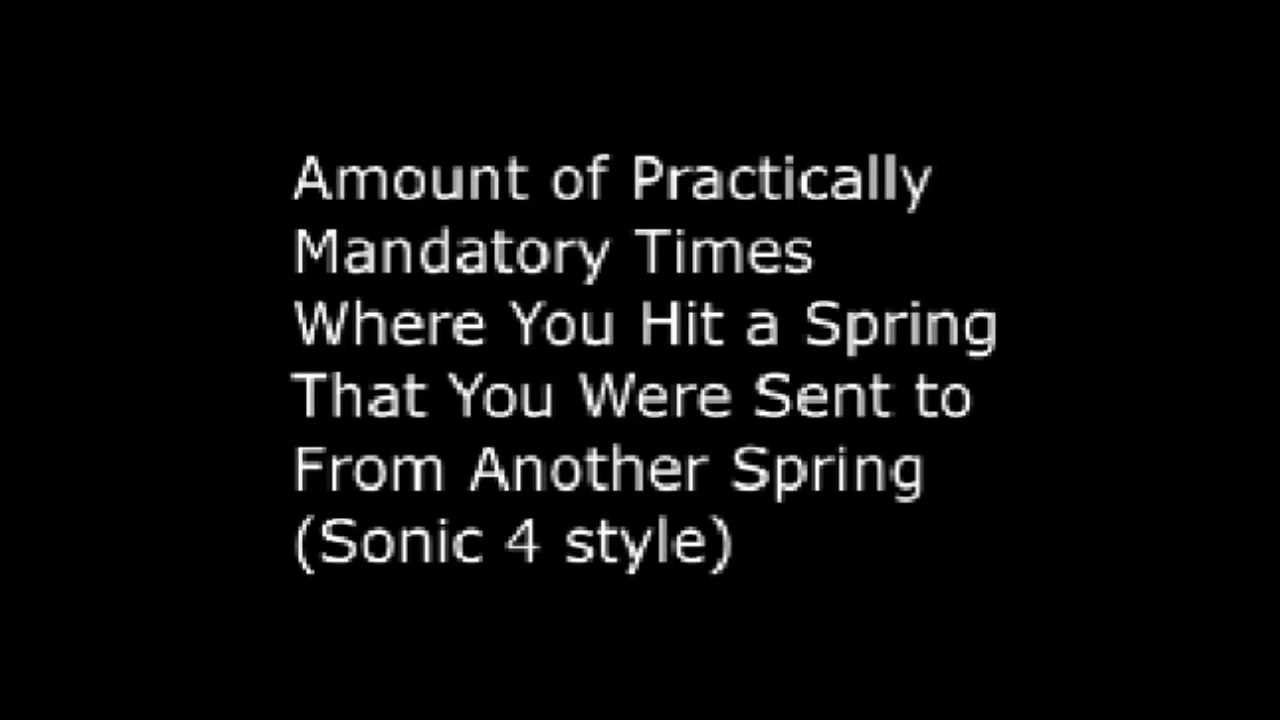 Amount of Practically
Mandatory Times
Where You Hit a Spring
That You Were Sent to
From Another Spring
(Sonic 4 style)